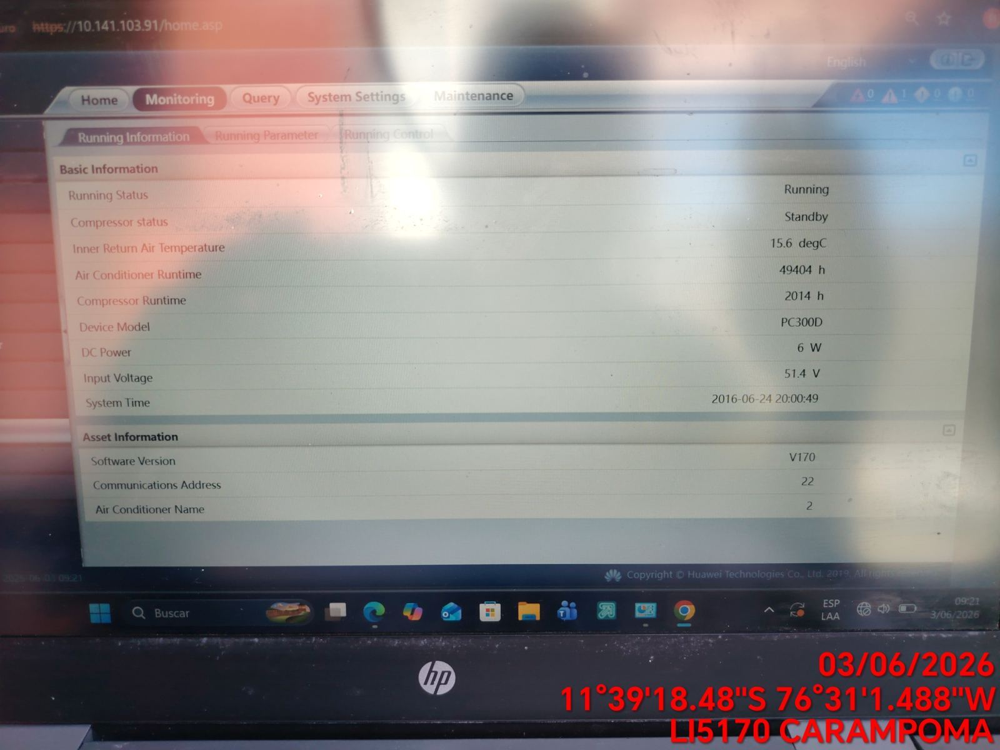 https://10.141.103.91/home.asp
English
Home Monitoring Query System Settings Maintenance 0 1 0 0
Running Information Running Parameter Running Control
Basic Information
Running Status Running
Compressor status Standby
Inner Return Air Temperature 15.6 degC
Air Conditioner Runtime 49404 h
Compressor Runtime 2014 h
Device Model PC300D
DC Power 6 W
Input Voltage 51.4 V
System Time 2016-06-24 20:00:49
Asset Information
Software Version V170
Communications Address 22
Air Conditioner Name 2
Copyright © Huawei Technologies Co., Ltd. 2019. All rights
Buscar
ESP
LAA
09:21
3/06/2026
hp
03/06/2026
11°39'18.48"S 76°31'1.488"W
LI5170 CARAMPOMA